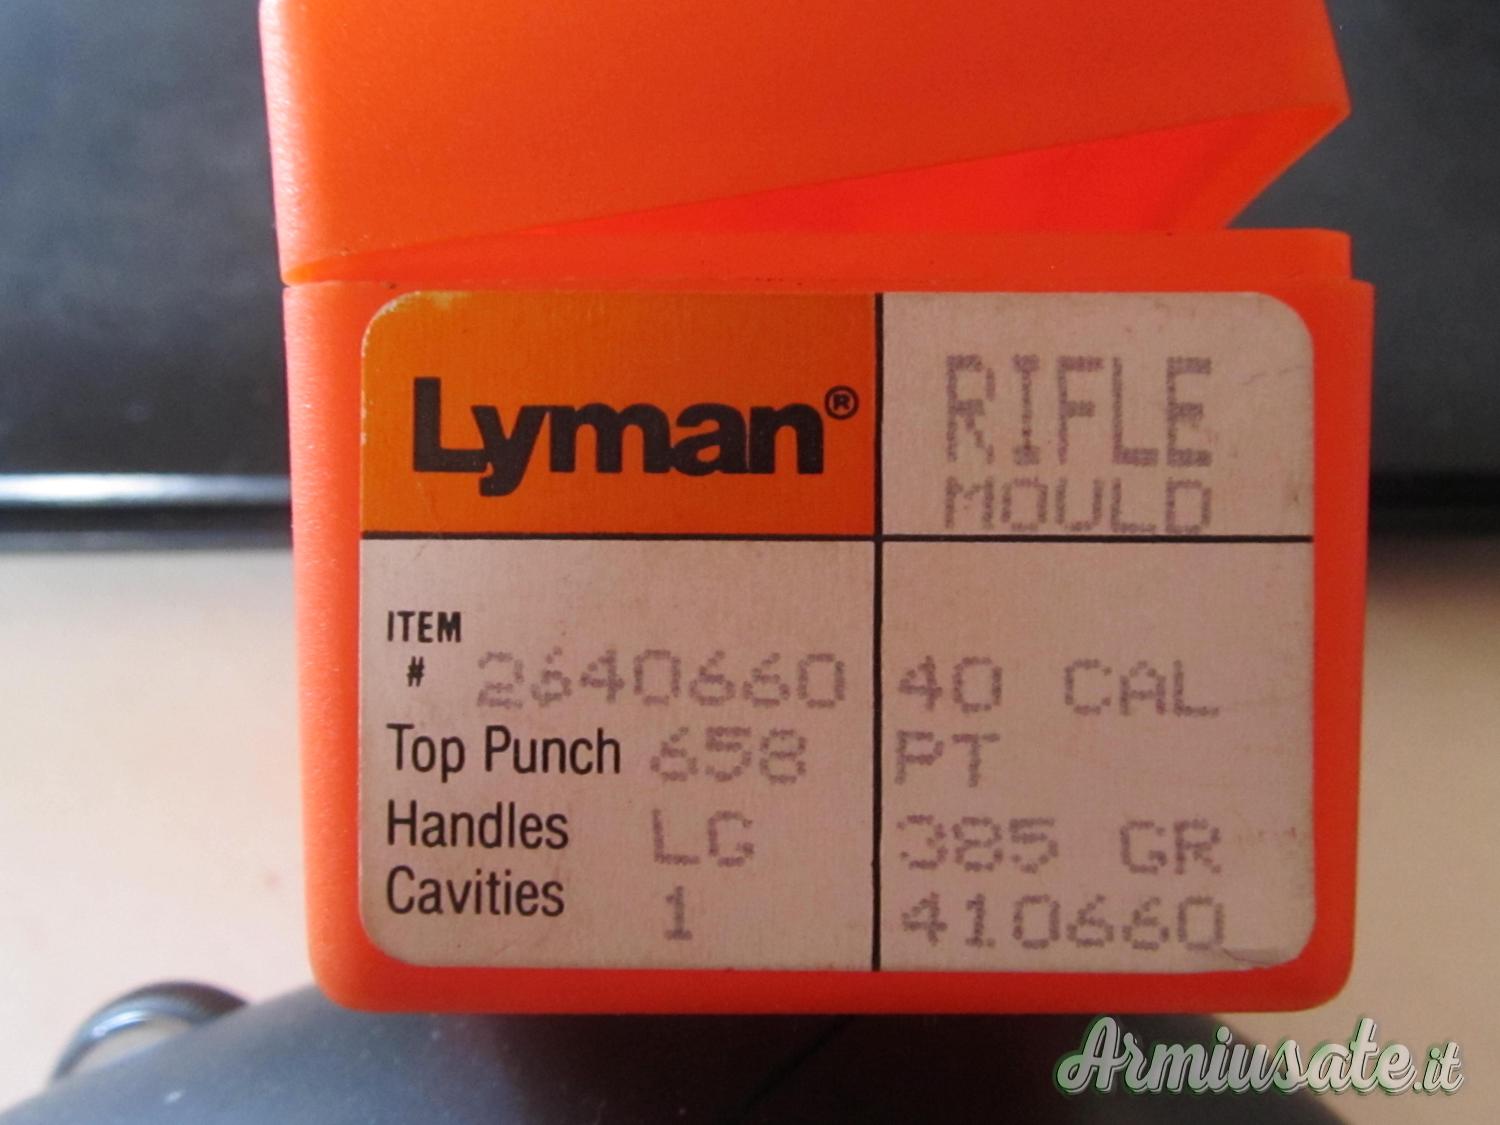 Lyman®
RIFLE
MOULD
ITEM
# 2640660
Top Punch 658
Handles LG
Cavities 1
40 CAL
PT
385 GR
410660
Armiusate.it